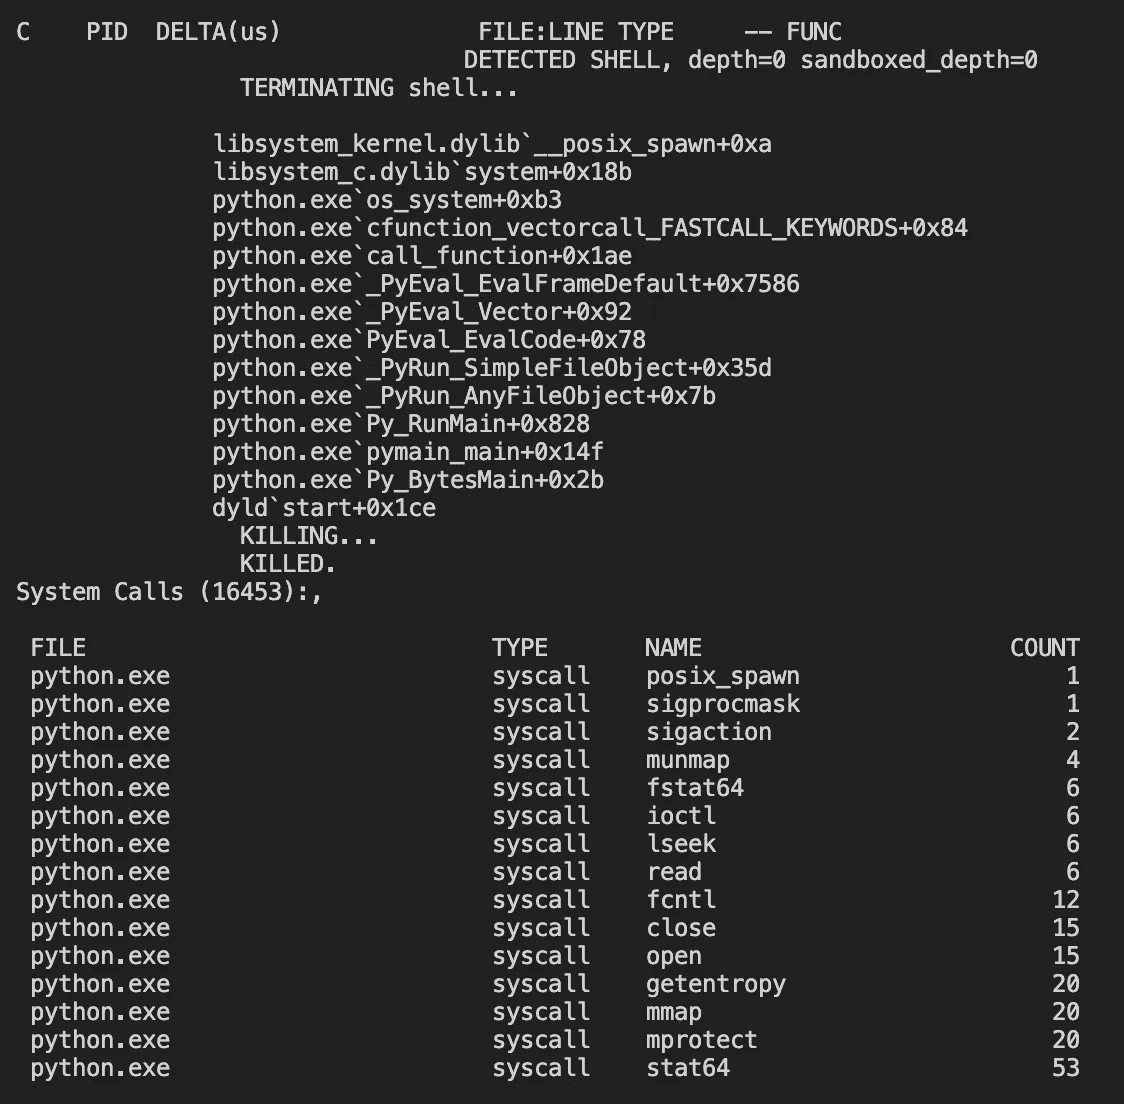 C    PID  DELTA(us)              FILE:LINE TYPE     -- FUNC
DETECTED SHELL, depth=0 sandboxed_depth=0
TERMINATING shell...
libsystem_kernel.dylib`__posix_spawn+0xa
libsystem_c.dylib`system+0x18b
python.exe`os_system+0xb3
python.exe`cfunction_vectorcall_FASTCALL_KEYWORDS+0x84
python.exe`call_function+0x1ae
python.exe`_PyEval_EvalFrameDefault+0x7586
python.exe`_PyEval_Vector+0x92
python.exe`PyEval_EvalCode+0x78
python.exe`_PyRun_SimpleFileObject+0x35d
python.exe`_PyRun_AnyFileObject+0x7b
python.exe`Py_RunMain+0x828
python.exe`pymain_main+0x14f
python.exe`Py_BytesMain+0x2b
dyld`start+0x1ce
KILLING...
KILLED.
System Calls (16453):,
FILE                                 TYPE       NAME                      COUNT
python.exe                           syscall    posix_spawn                   1
python.exe                           syscall    sigprocmask                   1
python.exe                           syscall    sigaction                     2
python.exe                           syscall    munmap                        4
python.exe                           syscall    fstat64                       6
python.exe                           syscall    ioctl                         6
python.exe                           syscall    lseek                         6
python.exe                           syscall    read                          6
python.exe                           syscall    fcntl                        12
python.exe                           syscall    close                        15
python.exe                           syscall    open                         15
python.exe                           syscall    getentropy                   20
python.exe                           syscall    mmap                         20
python.exe                           syscall    mprotect                     20
python.exe                           syscall    stat64                       53